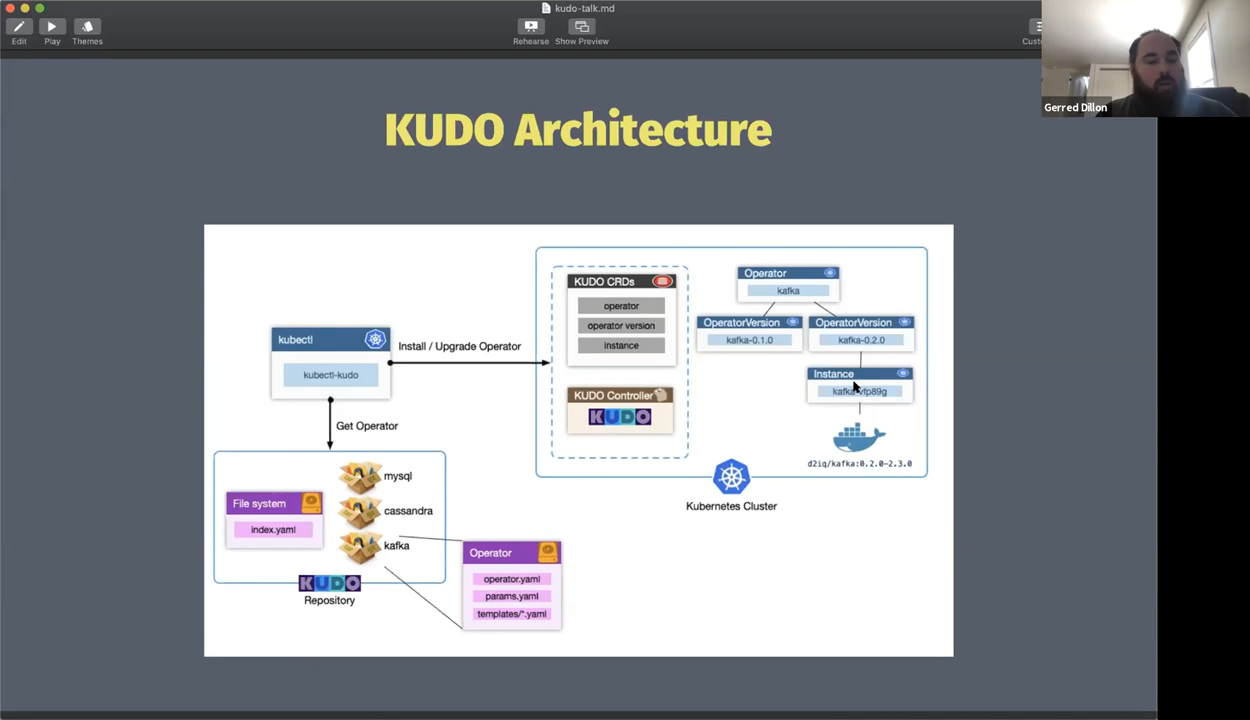 kudo-talk.md
Edit
Play
Themes
Rehearse
Show Preview
Gerred Dillon
KUDO Architecture
kubectl
kubectl-kudo
Install / Upgrade Operator
Get Operator
KUDO CRDs
operator
operator version
instance
KUDO Controller
KUDO
Operator
kafka
OperatorVersion
kafka-0.1.0
OperatorVersion
kafka-0.2.0
Instance
d2iq/kafka:0.2.0-2.3.0
Kubernetes Cluster
File system
index.yaml
mysql
cassandra
kafka
KUDO
Repository
Operator
operator.yaml
params.yaml
templates/*.yaml